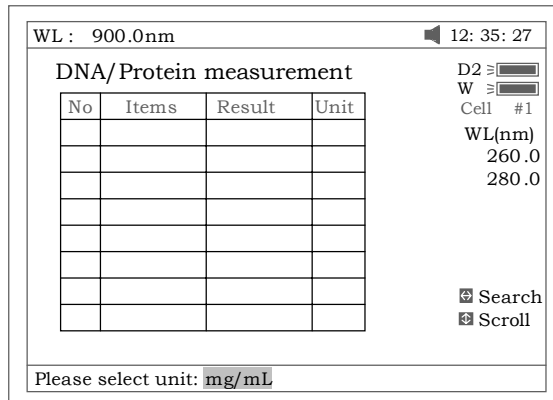 WL: 900.0nm 12: 35: 27
DNA/Protein measurement
No Items Result Unit
D2
W
Cell #1
WL(nm)
260.0
280.0
Search
Scroll
Please select unit: mg/mL